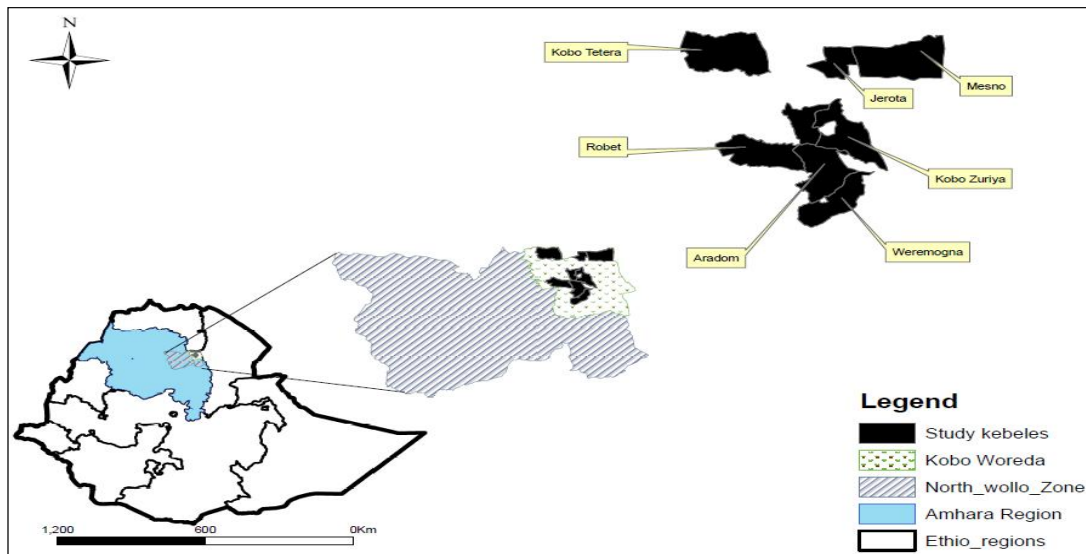 N
Kobo Tetera
Mesno
Jerota
Robet
Kobo Zuriya
Aradom
Weremogna
Legend
Study kebeles
Kobo Woreda
North_wollo_Zone
Amhara Region
Ethio_regions
1,200 600 0Km